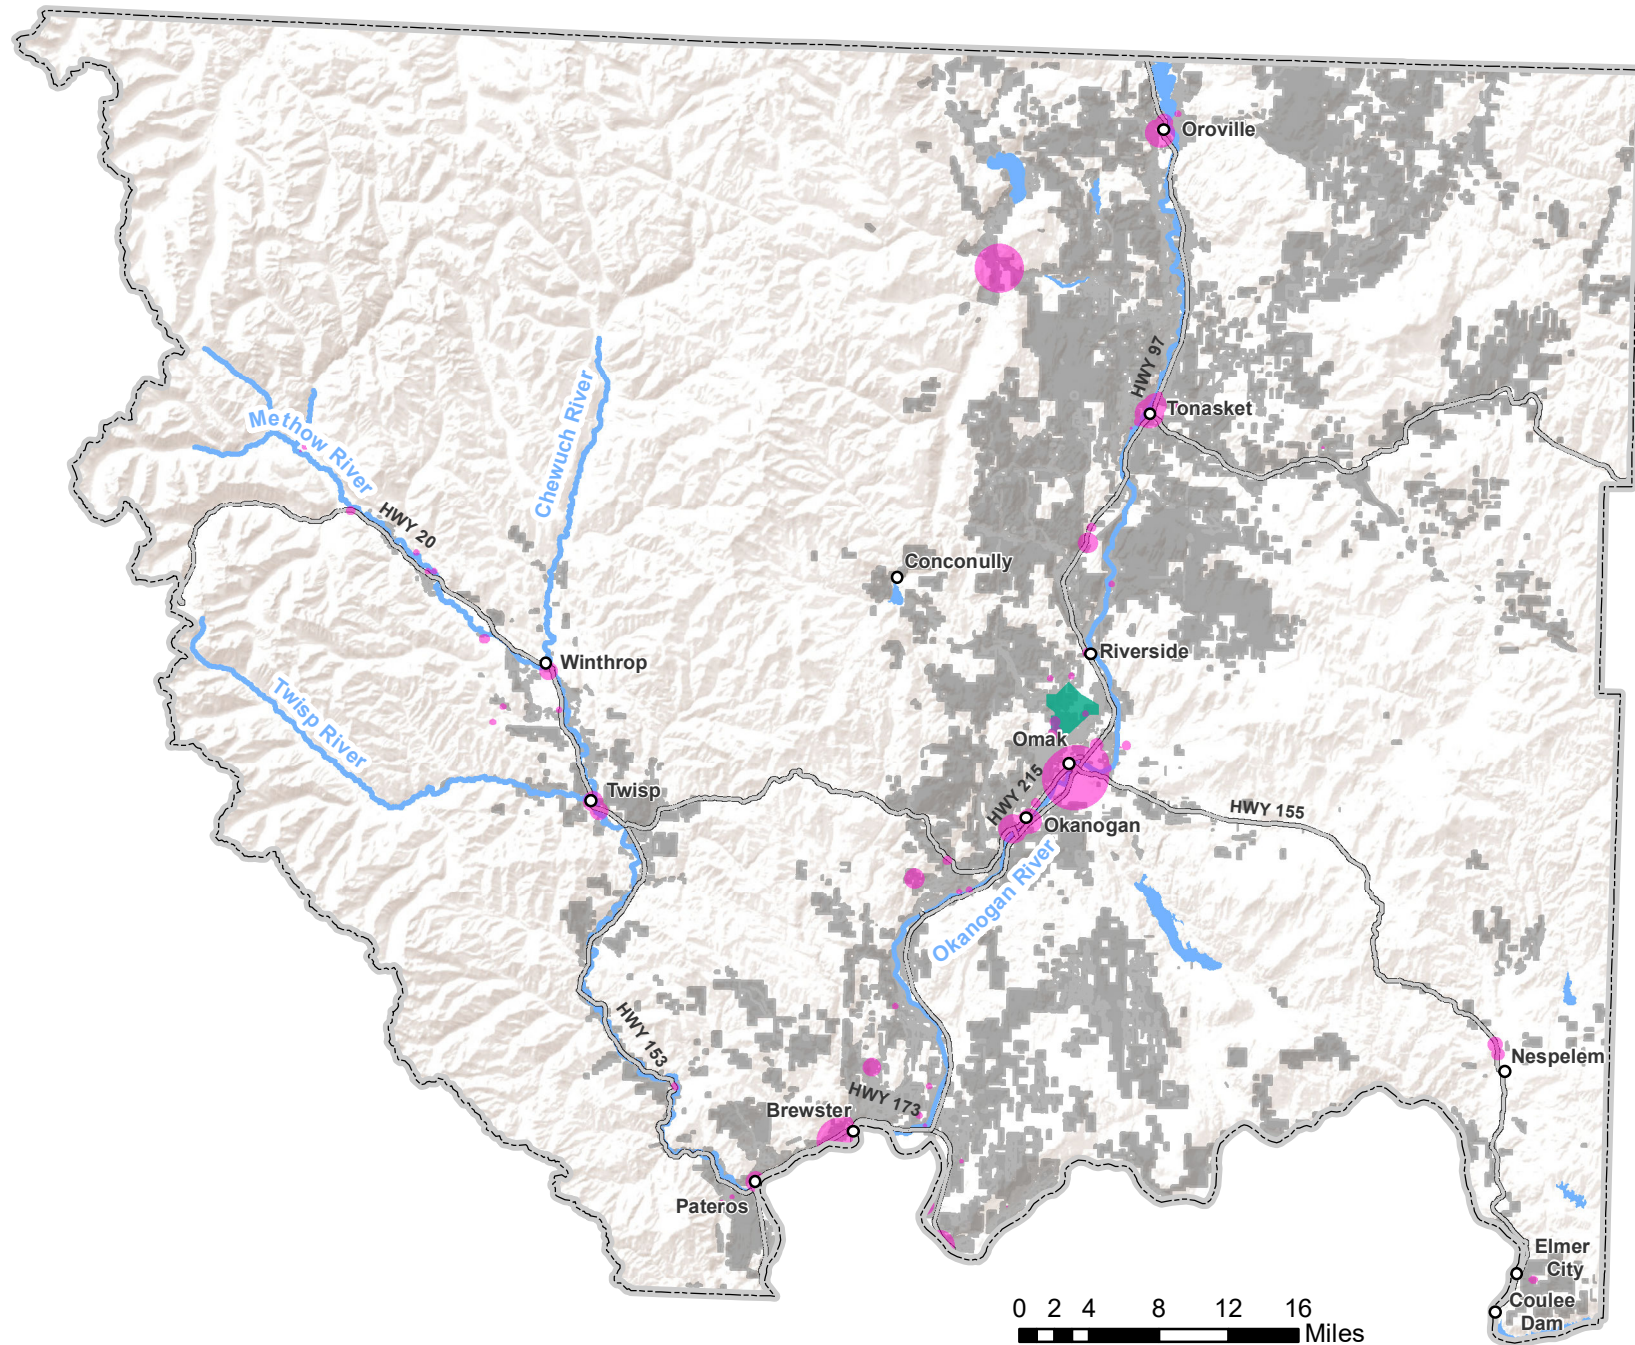 Oroville
HWY 97
Tonasket
Methow River
Chewuch River
HWY 20
Conconully
Riverside
Winthrop
Twisp River
Omak
Twisp
HWY 215
HWY 155
Okanogan
Okanogan River
HWY 153
Nespelem
HWY 173
Brewster
Pateros
Elmer
City
Coulee
Dam
0 2 4 8 12 16
Miles